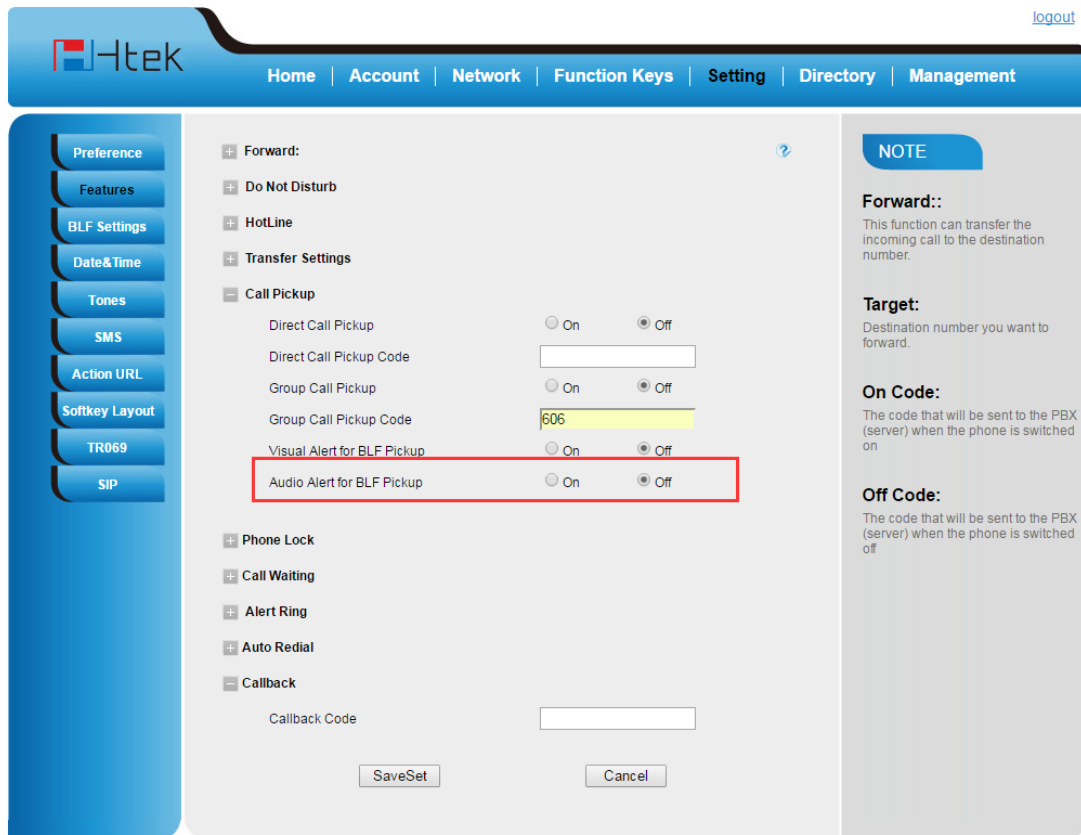 logout
Htek
Home
Account
Network
Function Keys
Setting
Directory
Management
Preference
Features
BLF Settings
Date&Time
Tones
SMS
Action URL
Softkey Layout
TR069
SIP
Forward:
Do Not Disturb
HotLine
Transfer Settings
Call Pickup
Direct Call Pickup On Off
Direct Call Pickup Code
Group Call Pickup On Off
Group Call Pickup Code 606
Visual Alert for BLF Pickup On Off
Audio Alert for BLF Pickup On Off
Phone Lock
Call Waiting
Alert Ring
Auto Redial
Callback
Callback Code
SaveSet Cancel
NOTE
Forward::
This function can transfer the
incoming call to the destination
number.
Target:
Destination number you want to
forward.
On Code:
The code that will be sent to the PBX
(server) when the phone is switched
on
Off Code:
The code that will be sent to the PBX
(server) when the phone is switched
off